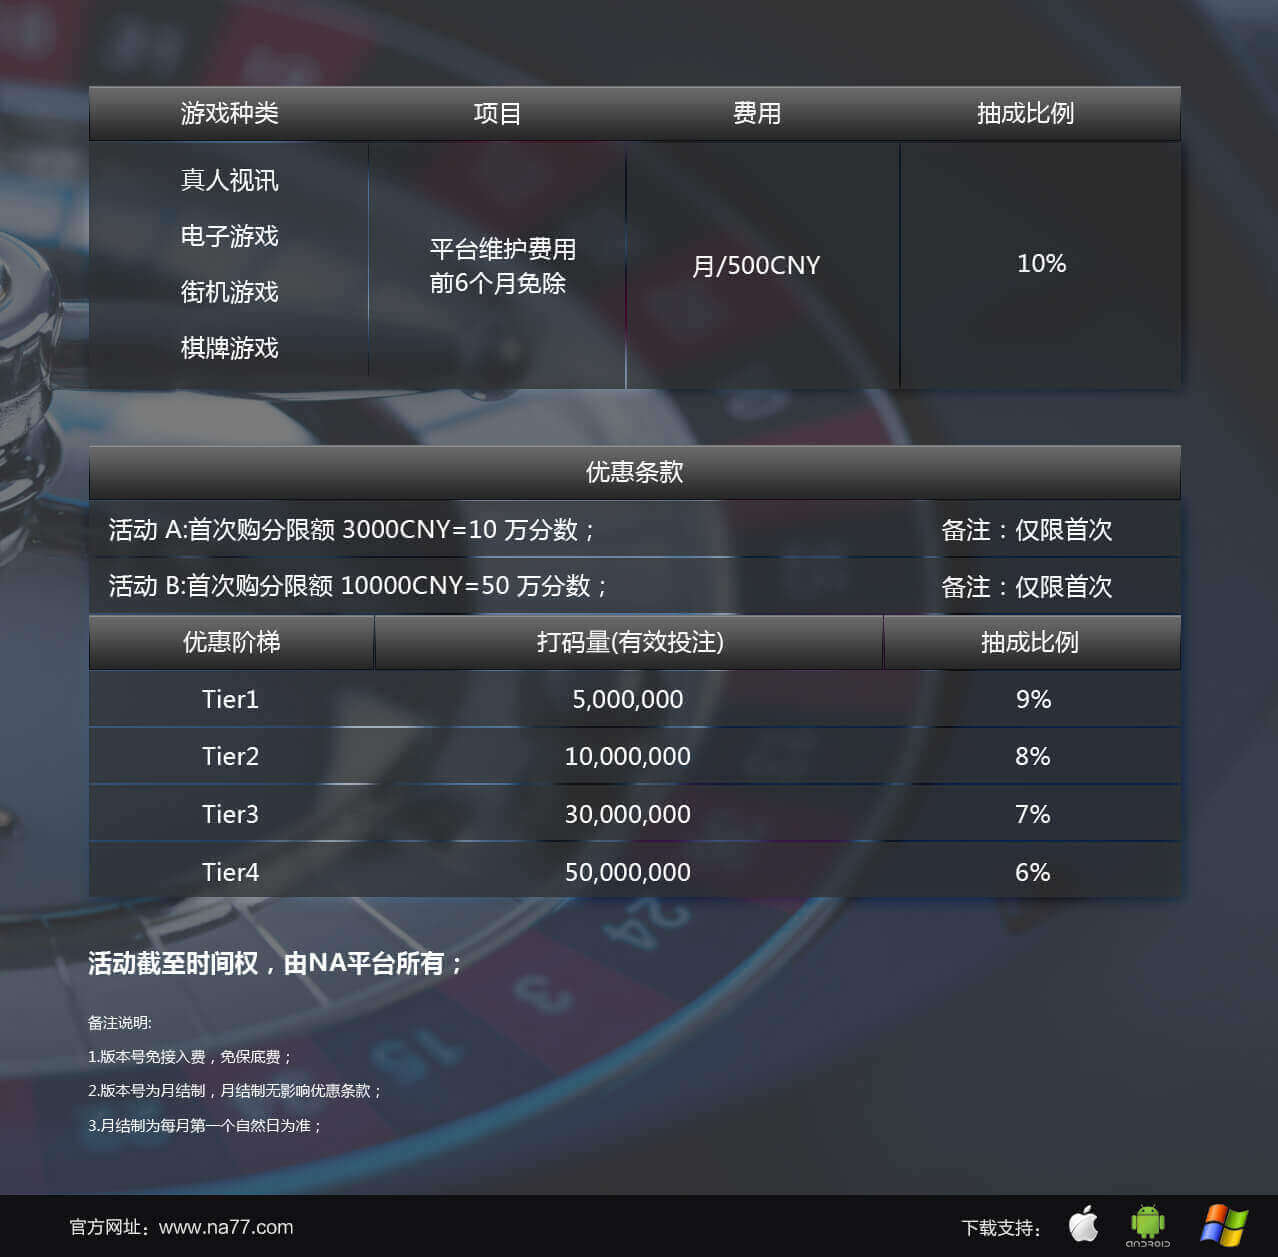 游戏种类 项目 费用 抽成比例
真人视讯
电子游戏
街机游戏
棋牌游戏
平台维护费用
前6个月免除
月/500CNY
10%
优惠条款
活动 A:首次购分限额 3000CNY=10 万分数； 备注：仅限首次
活动 B:首次购分限额 10000CNY=50 万分数； 备注：仅限首次
优惠阶梯 打码量(有效投注) 抽成比例
Tier1 5,000,000 9%
Tier2 10,000,000 8%
Tier3 30,000,000 7%
Tier4 50,000,000 6%
24
3
15
活动截至时间权，由NA平台所有；
备注说明:
1.版本号免接入费，免保底费；
2.版本号为月结制，月结制无影响优惠条款；
3.月结制为每月第一个自然日为准；
官方网址：www.na77.com 下载支持：
ANDROID